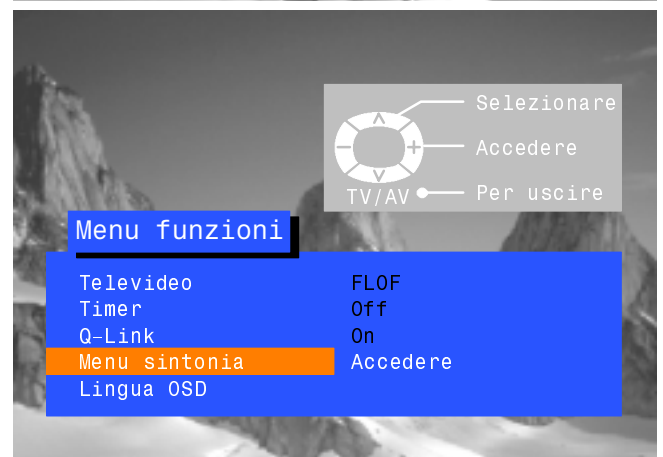 Selezionare
Accedere
TV/AV Per uscire
Menu funzioni
Televideo FLOF
Timer Off
Q-Link On
Menu sintonia Accedere
Lingua OSD